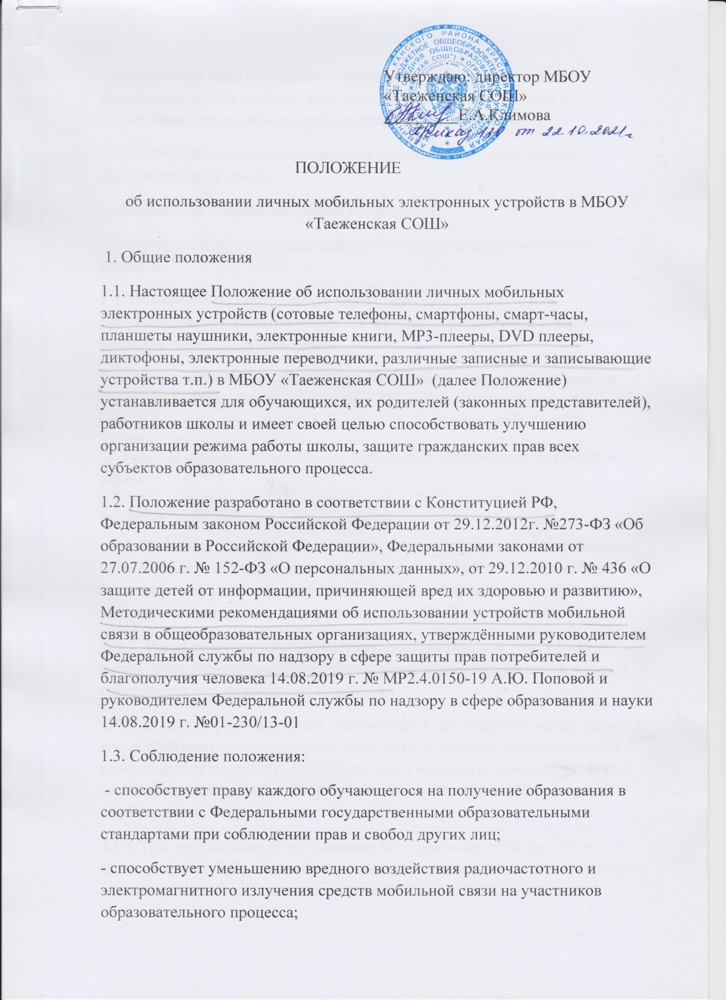 Утверждаю: директор МБОУ
«Таеженская СОШ»
Е.А.Климова
Приказ 130 от 22.10.2021г
ПОЛОЖЕНИЕ
об использовании личных мобильных электронных устройств в МБОУ
«Таеженская СОШ»
1. Общие положения
1.1. Настоящее Положение об использовании личных мобильных
электронных устройств (сотовые телефоны, смартфоны, смарт-часы,
планшеты наушники, электронные книги, МР3-плееры, DVD плееры,
диктофоны, электронные переводчики, различные записные и записывающие
устройства т.п.) в МБОУ «Таеженская СОШ» (далее Положение)
устанавливается для обучающихся, их родителей (законных представителей),
работников школы и имеет своей целью способствовать улучшению
организации режима работы школы, защите гражданских прав всех
субъектов образовательного процесса.
1.2. Положение разработано в соответствии с Конституцией РФ,
Федеральным законом Российской Федерации от 29.12.2012г. №273-ФЗ «Об
образовании в Российской Федерации», Федеральными законами от
27.07.2006 г. № 152-ФЗ «О персональных данных», от 29.12.2010 г. № 436 «О
защите детей от информации, причиняющей вред их здоровью и развитию»,
Методическими рекомендациями об использовании устройств мобильной
связи в общеобразовательных организациях, утверждёнными руководителем
Федеральной службы по надзору в сфере защиты прав потребителей и
благополучия человека 14.08.2019 г. № МР2.4.0150-19 А.Ю. Поповой и
руководителем Федеральной службы по надзору в сфере образования и науки
14.08.2019 г. №01-230/13-01
1.3. Соблюдение положения:
- способствует праву каждого обучающегося на получение образования в
соответствии с Федеральными государственными образовательными
стандартами при соблюдении прав и свобод других лиц;
- способствует уменьшению вредного воздействия радиочастотного и
электромагнитного излучения средств мобильной связи на участников
образовательного процесса;